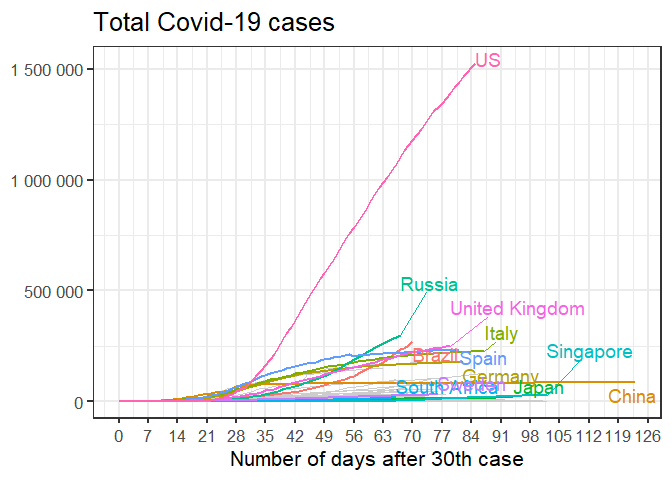 Total Covid-19 cases
1 500 000
US
1 000 000
500 000
Russia
United Kingdom
Italy
Singapore
Brazil
Spain
Germany
South Africa
Japan
China
0
0 7 14 21 28 35 42 49 56 63 70 77 84 91 98 105 112 119 126
Number of days after 30th case